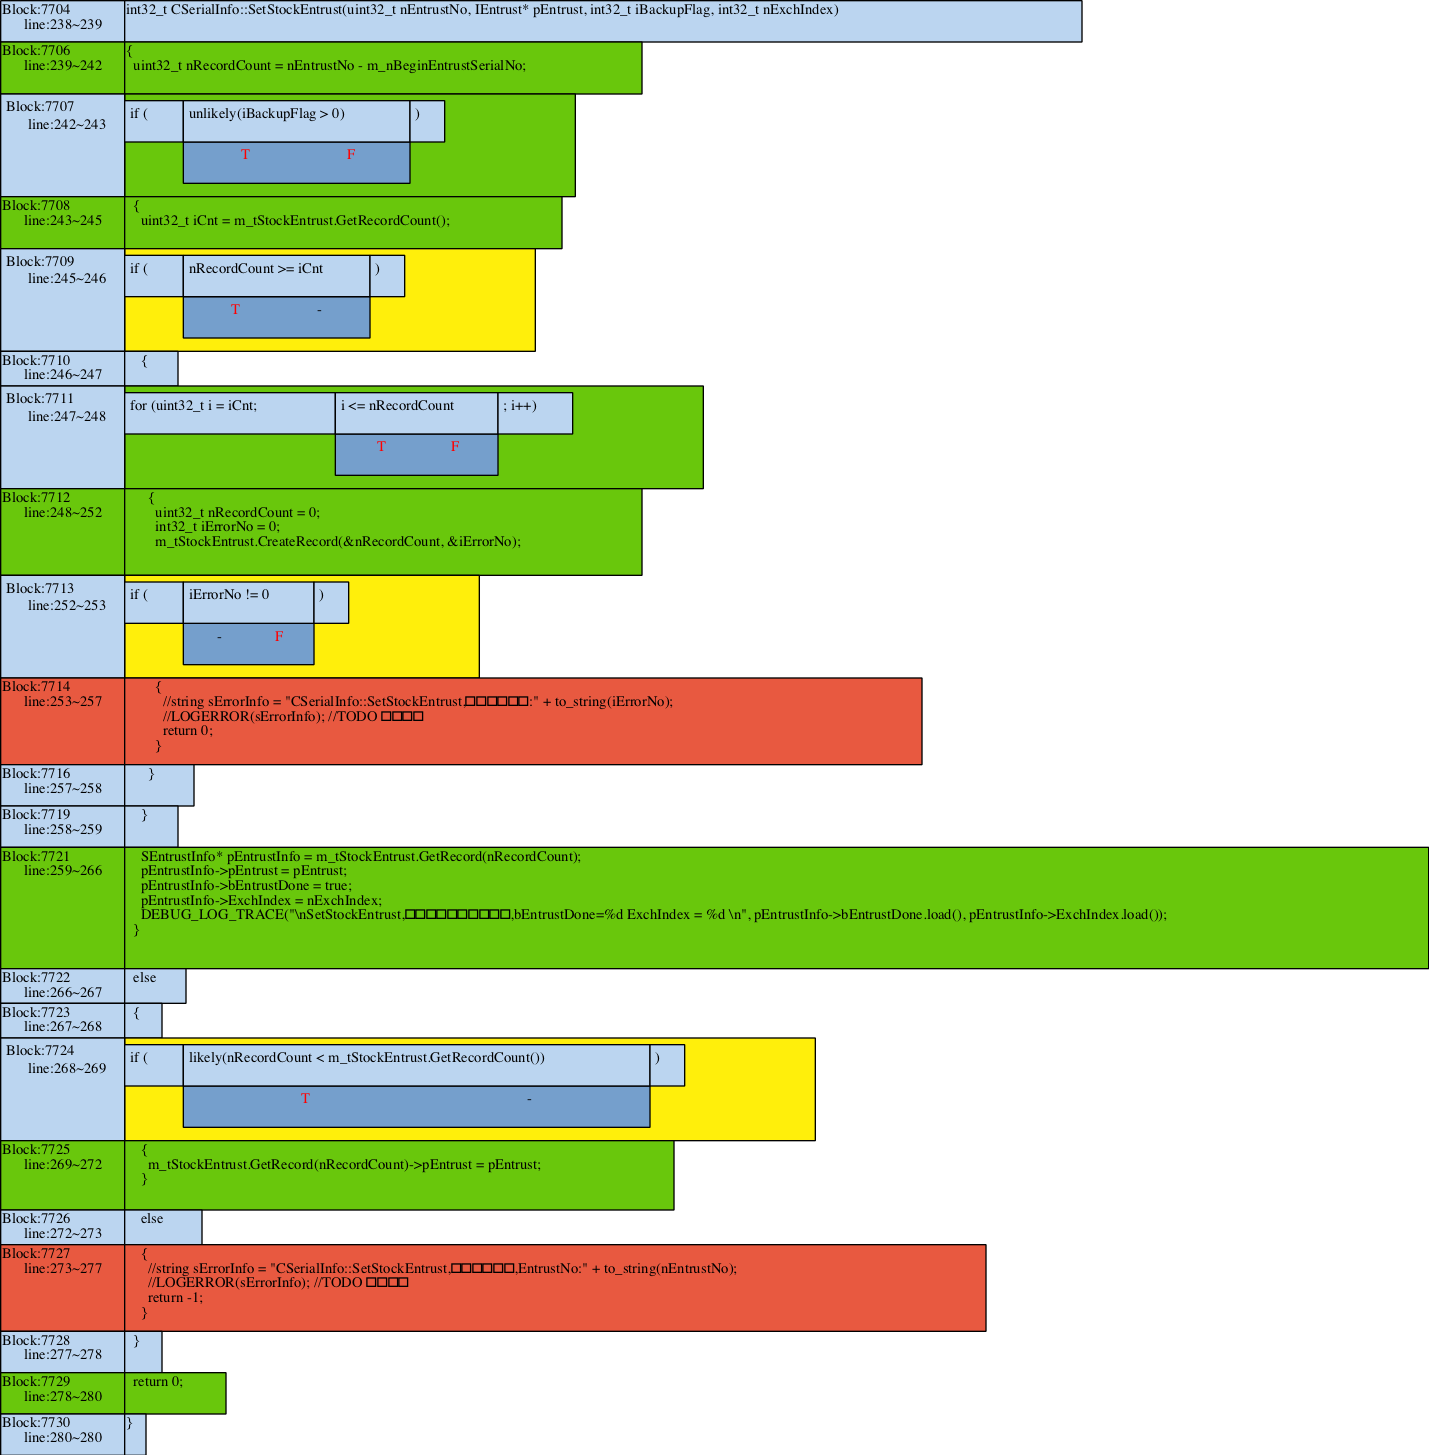 Block:7704
line:238~239
int32_t CSerialInfo::SetStockEntrust(uint32_t nEntrustNo, IEntrust* pEntrust, int32_t iBackupFlag, int32_t nExchIndex)
Block:7706
line:239~242
{
uint32_t nRecordCount = nEntrustNo - m_nBeginEntrustSerialNo;
Block:7707
line:242~243
if ( unlikely(iBackupFlag > 0) )
T F
Block:7708
line:243~245
{
uint32_t iCnt = m_tStockEntrust.GetRecordCount();
Block:7709
line:245~246
if ( nRecordCount >= iCnt )
T -
Block:7710
line:246~247
{
Block:7711
line:247~248
for (uint32_t i = iCnt; i <= nRecordCount ; i++)
T F
Block:7712
line:248~252
{
uint32_t nRecordCount = 0;
int32_t iErrorNo = 0;
m_tStockEntrust.CreateRecord(&nRecordCount, &iErrorNo);
Block:7713
line:252~253
if ( iErrorNo != 0 )
- F
Block:7714
line:253~257
{
//string sErrorInfo = "CSerialInfo::SetStockEntrust,□□□□□□:" + to_string(iErrorNo);
//LOGERROR(sErrorInfo); //TODO □□□□
return 0;
}
Block:7716
line:257~258
}
Block:7719
line:258~259
}
Block:7721
line:259~266
SEntrustInfo* pEntrustInfo = m_tStockEntrust.GetRecord(nRecordCount);
pEntrustInfo->pEntrust = pEntrust;
pEntrustInfo->bEntrustDone = true;
pEntrustInfo->ExchIndex = nExchIndex;
DEBUG_LOG_TRACE("\nSetStockEntrust,□□□□□□□□□□,bEntrustDone=%d ExchIndex = %d \n", pEntrustInfo->bEntrustDone.load(), pEntrustInfo->ExchIndex.load());
}
Block:7722
line:266~267
else
Block:7723
line:267~268
{
Block:7724
line:268~269
if ( likely(nRecordCount < m_tStockEntrust.GetRecordCount()) )
T -
Block:7725
line:269~272
{
m_tStockEntrust.GetRecord(nRecordCount)->pEntrust = pEntrust;
}
Block:7726
line:272~273
else
Block:7727
line:273~277
{
//string sErrorInfo = "CSerialInfo::SetStockEntrust,□□□□□□,EntrustNo:" + to_string(nEntrustNo);
//LOGERROR(sErrorInfo); //TODO □□□□
return -1;
}
Block:7728
line:277~278
}
Block:7729
line:278~280
return 0;
Block:7730
line:280~280
}